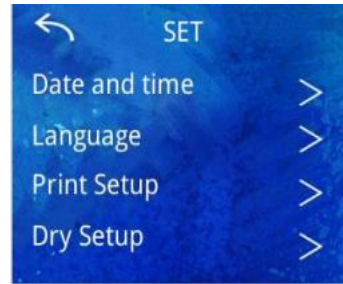 SET
Date and time
Language
Print Setup
Dry Setup